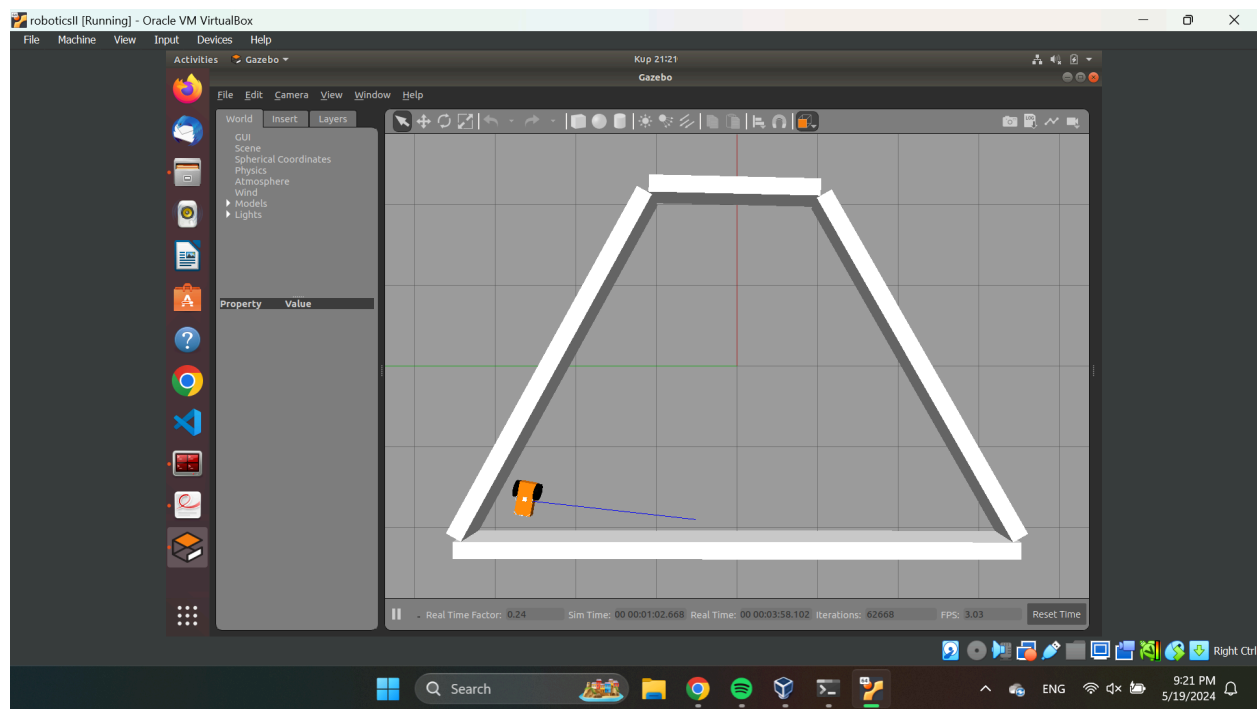 roboticsII [Running] - Oracle VM VirtualBox
File Machine View Input Devices Help
Activities Gazebo Kup 21:21
Gazebo
File Edit Camera View Window Help
World Insert Layers
GUI
Scene
Spherical Coordinates
Physics
Atmosphere
Wind
Models
Lights
LOG
Property Value
Real Time Factor: 0.24 Sim Time: 00 00:01:02.668 Real Time: 00 00:03:58.102 Iterations: 62668 FPS: 3.03 Reset Time
Right Ctrl
Search
ENG
9:21 PM
5/19/2024